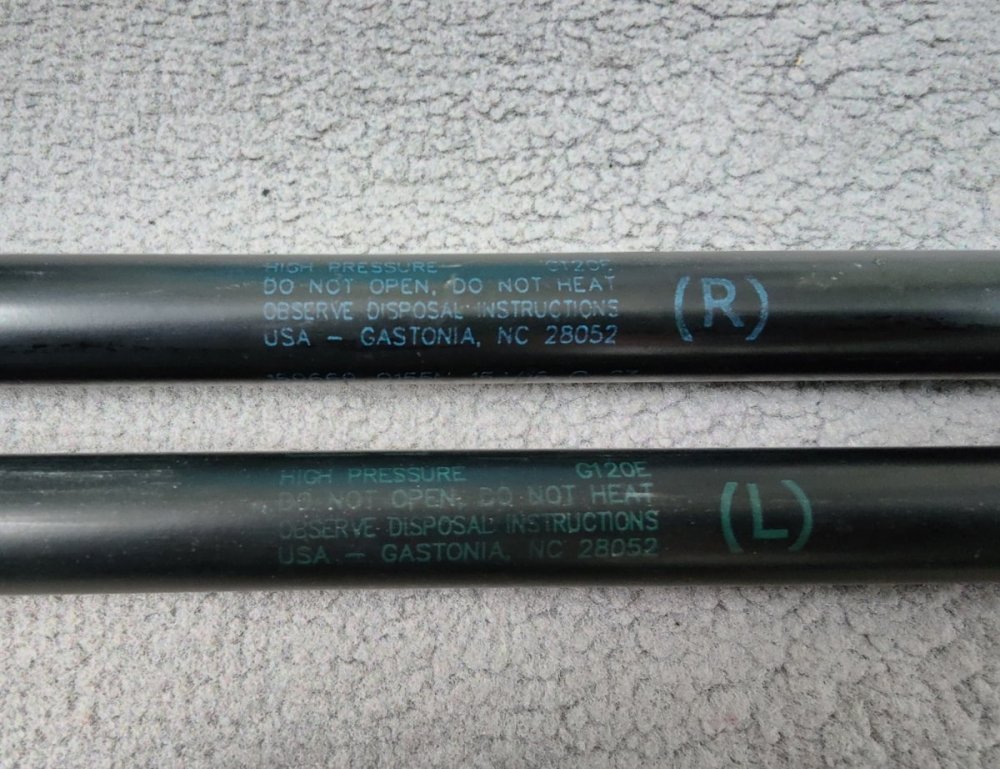 HIGH PRESSURE G120E
DO NOT OPEN, DO NOT HEAT
OBSERVE DISPOSAL INSTRUCTIONS
USA - GASTONIA, NC 28052
(R)
HIGH PRESSURE G120E
DO NOT OPEN, DO NOT HEAT
OBSERVE DISPOSAL INSTRUCTIONS
USA - GASTONIA, NC 28052
(L)